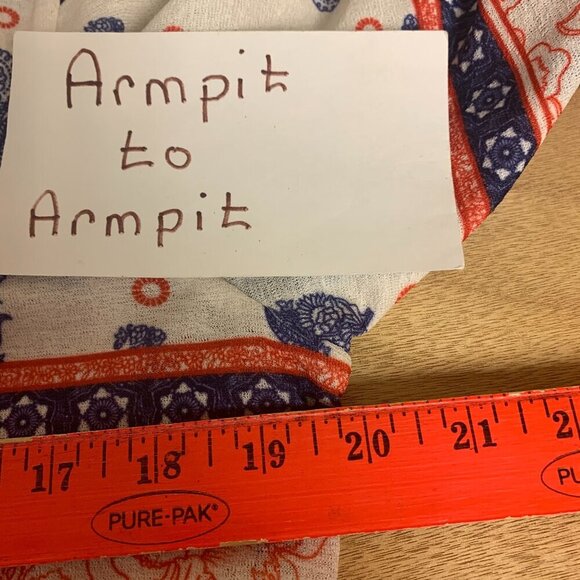 Armpit
to
Armpit
17 18 19 20 21 2
PURE-PAK® PU